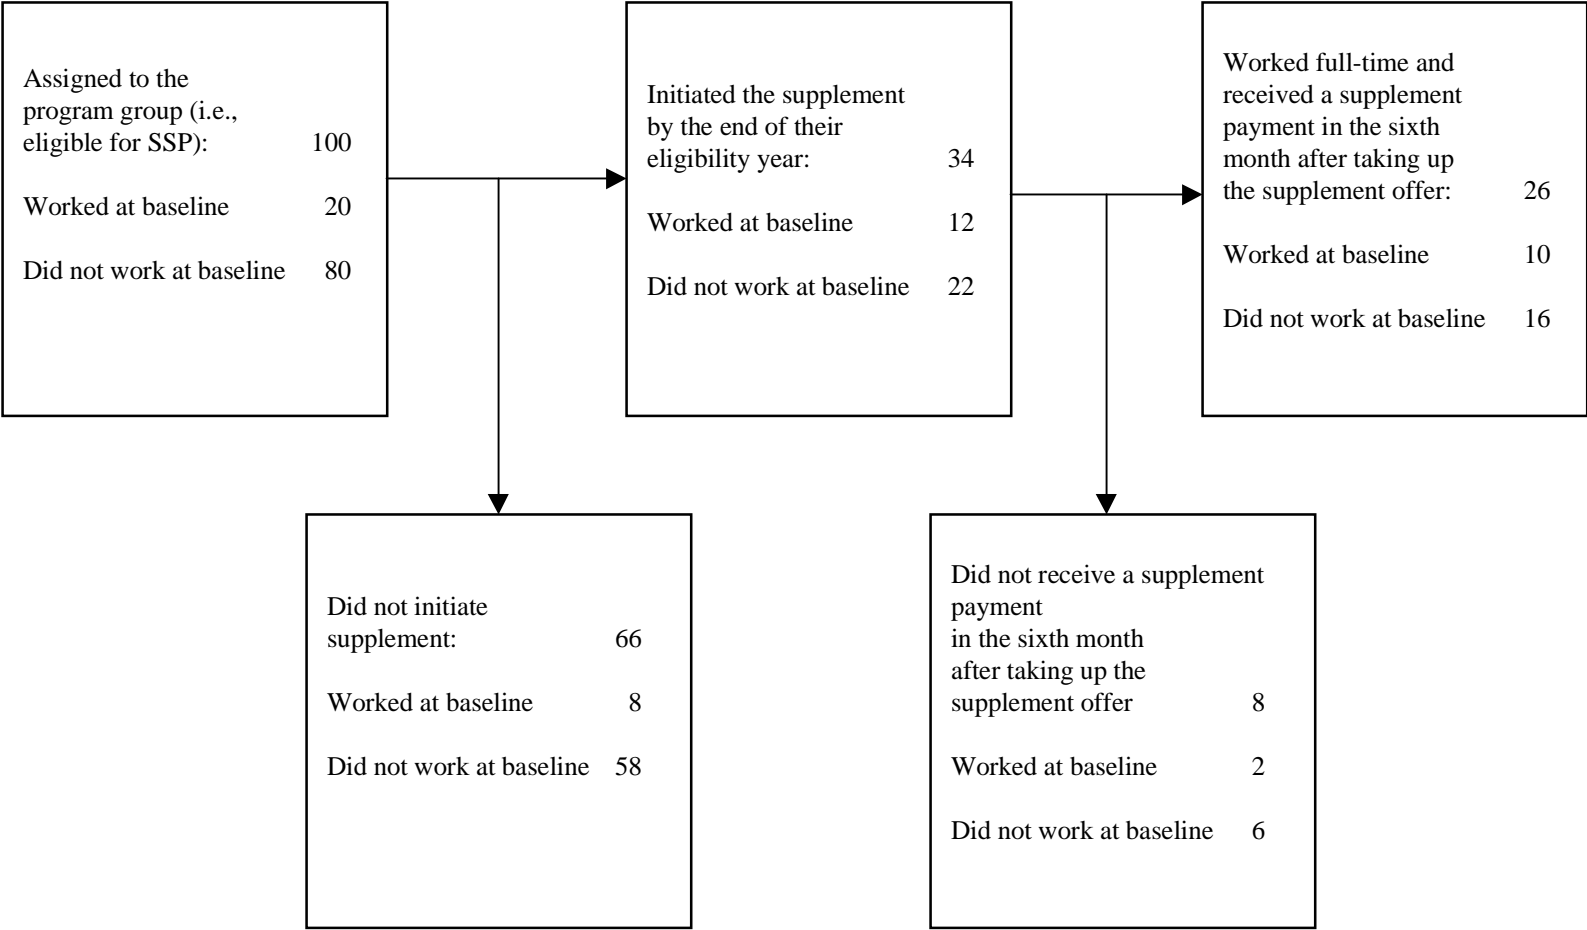 Assigned to the
program group (i.e.,
eligible for SSP): 100
Worked at baseline 20
Did not work at baseline 80
Initiated the supplement
by the end of their
eligibility year: 34
Worked at baseline 12
Did not work at baseline 22
Worked full-time and
received a supplement
payment in the sixth
month after taking up
the supplement offer: 26
Worked at baseline 10
Did not work at baseline 16
Did not initiate
supplement: 66
Worked at baseline 8
Did not work at baseline 58
Did not receive a supplement
payment
in the sixth month
after taking up the
supplement offer 8
Worked at baseline 2
Did not work at baseline 6